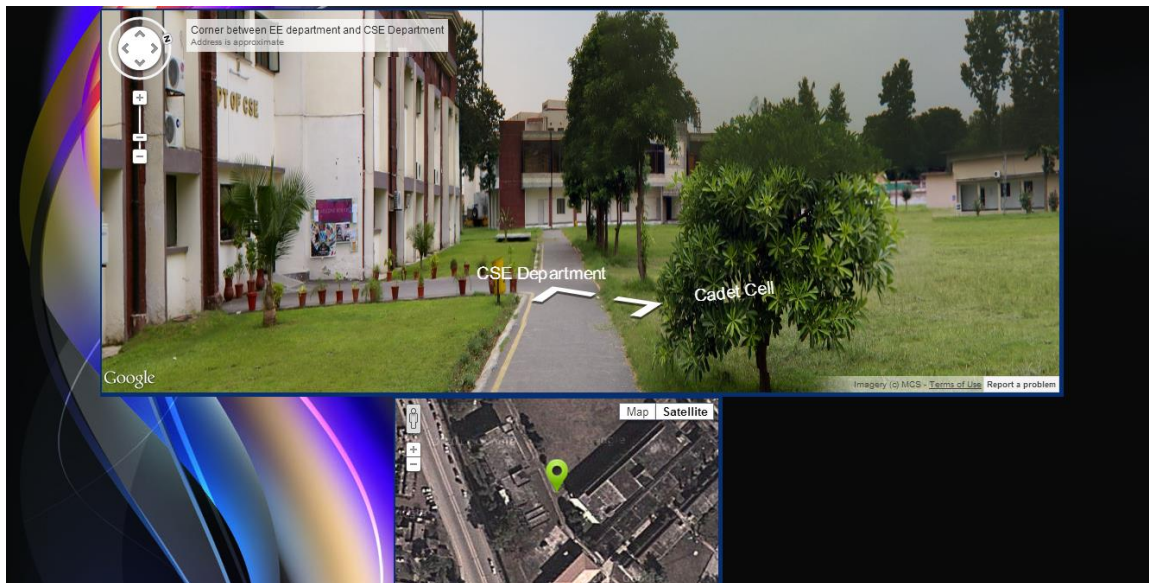 Corner between EE department and CSE Department
Address is approximate
PT OF CSE
CSE Department
Cadet Cell
Google
Imagery (c) MCS - Terms of Use Report a problem
Map Satellite